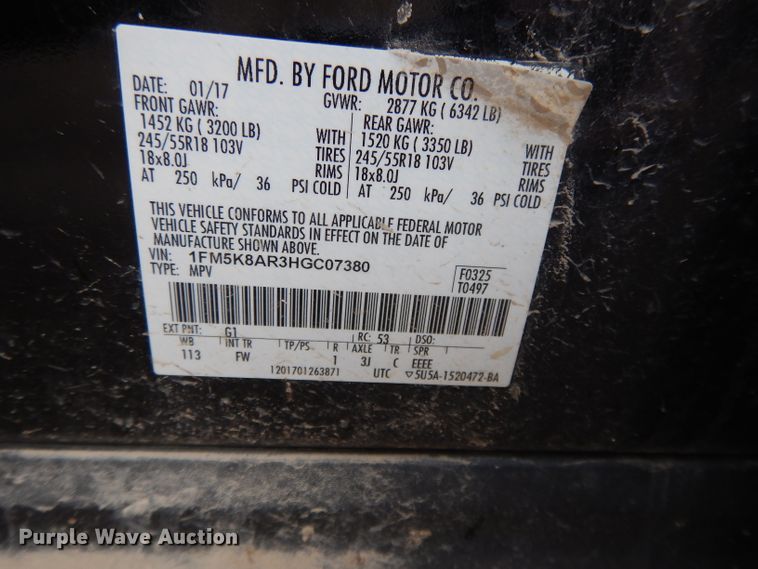 MFD. BY FORD MOTOR CO.
DATE: 01/17 GVWR: 2877 KG ( 6342 LB)
FRONT GAWR: REAR GAWR:
1452 KG ( 3200 LB) WITH 1520 KG ( 3350 LB) WITH
245/55R18 103V TIRES 245/55R18 103V TIRES
18x8.0J RIMS 18x8.0J RIMS
AT 250 kPa/ 36 PSI COLD AT 250 kPa/ 36 PSI COLD
THIS VEHICLE CONFORMS TO ALL APPLICABLE FEDERAL MOTOR
VEHICLE SAFETY STANDARDS IN EFFECT ON THE DATE OF
MANUFACTURE SHOWN ABOVE.
VIN: 1FM5K8AR3HGC07380
TYPE: MPV
F0325
T0497
EXT PNT: G1 RC: 53 DSO:
WB INT TR TP/PS R AXLE TR SPR
113 FW 1 3J C EEEE
1201701263871 UTC ▽5U5A-1520472-BA
Purple Wave Auction